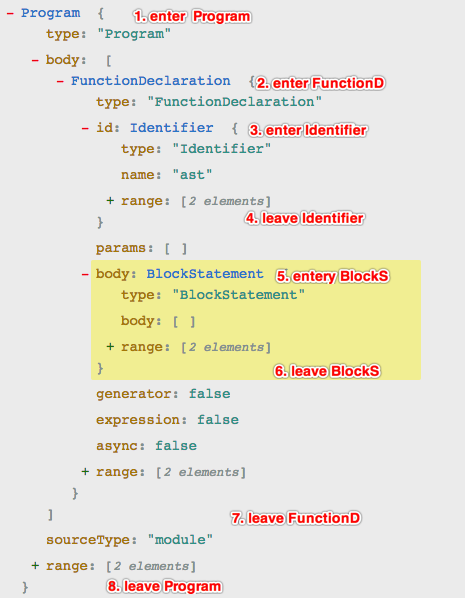 - Program { 1. enter Program
type: "Program"
- body: [
- FunctionDeclaration { 2. enter FunctionD
type: "FunctionDeclaration"
- id: Identifier { 3. enter Identifier
type: "Identifier"
name: "ast"
+ range: [2 elements]
4. leave Identifier
}
params: [ ]
- body: BlockStatement 5. entery BlockS
type: "BlockStatement"
body: [ ]
+ range: [2 elements]
}
6. leave BlockS
generator: false
expression: false
async: false
+ range: [2 elements]
}
]
7. leave FunctionD
sourceType: "module"
+ range: [2 elements]
} 8. leave Program